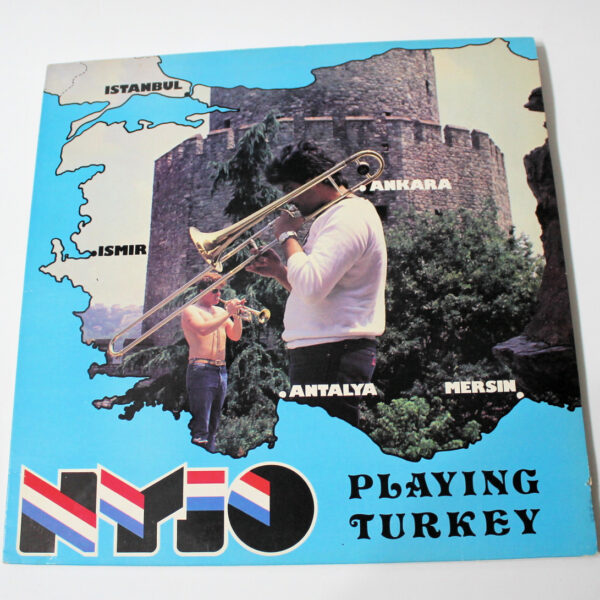 ISTANBUL
ANKARA
ISMIR
ANTALYA
MERSIN
NYJO
PLAYING
TURKEY